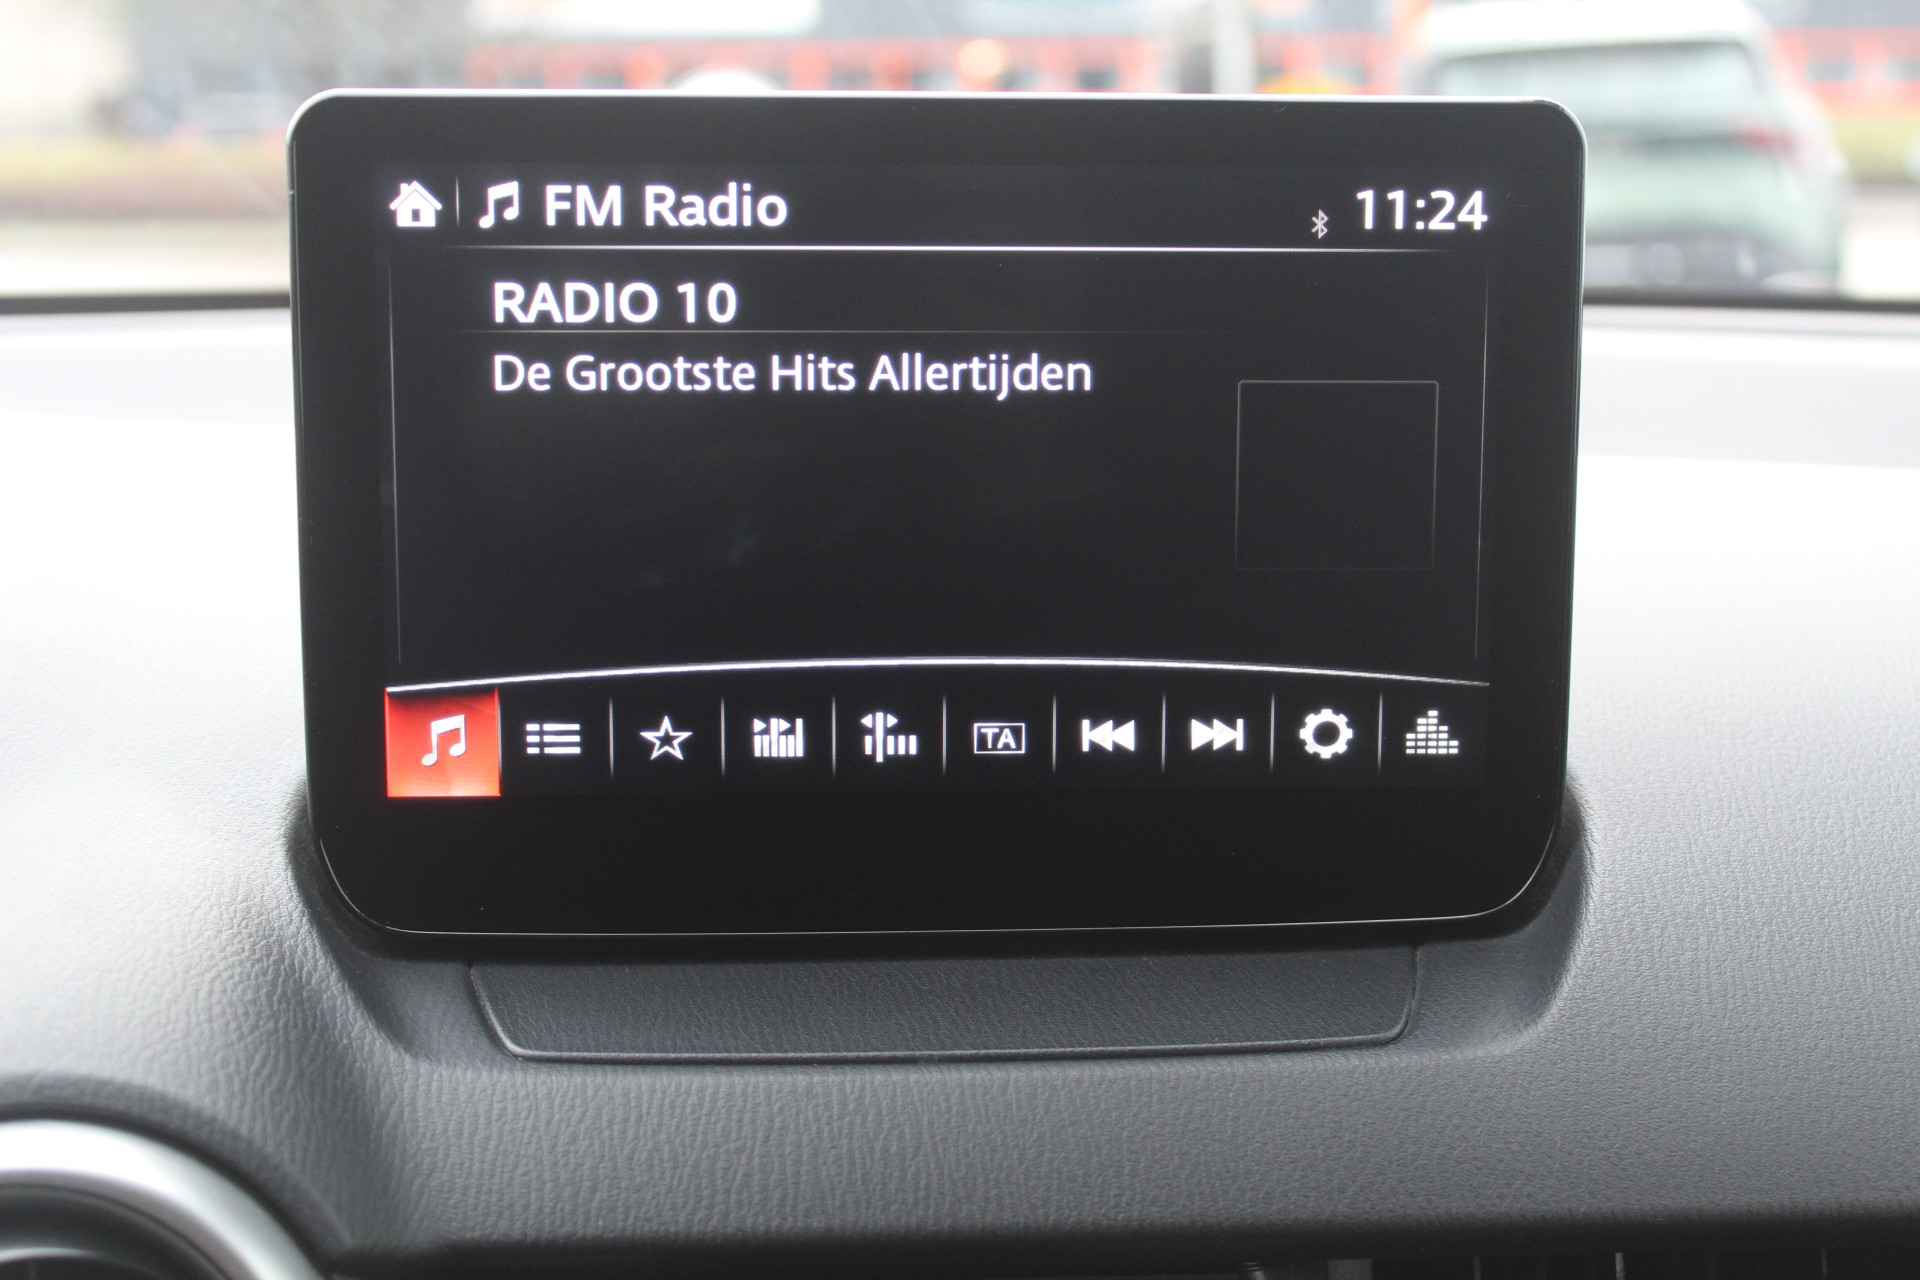 FM Radio
11:24
RADIO 10
De Grootste Hits Allertijden
TA